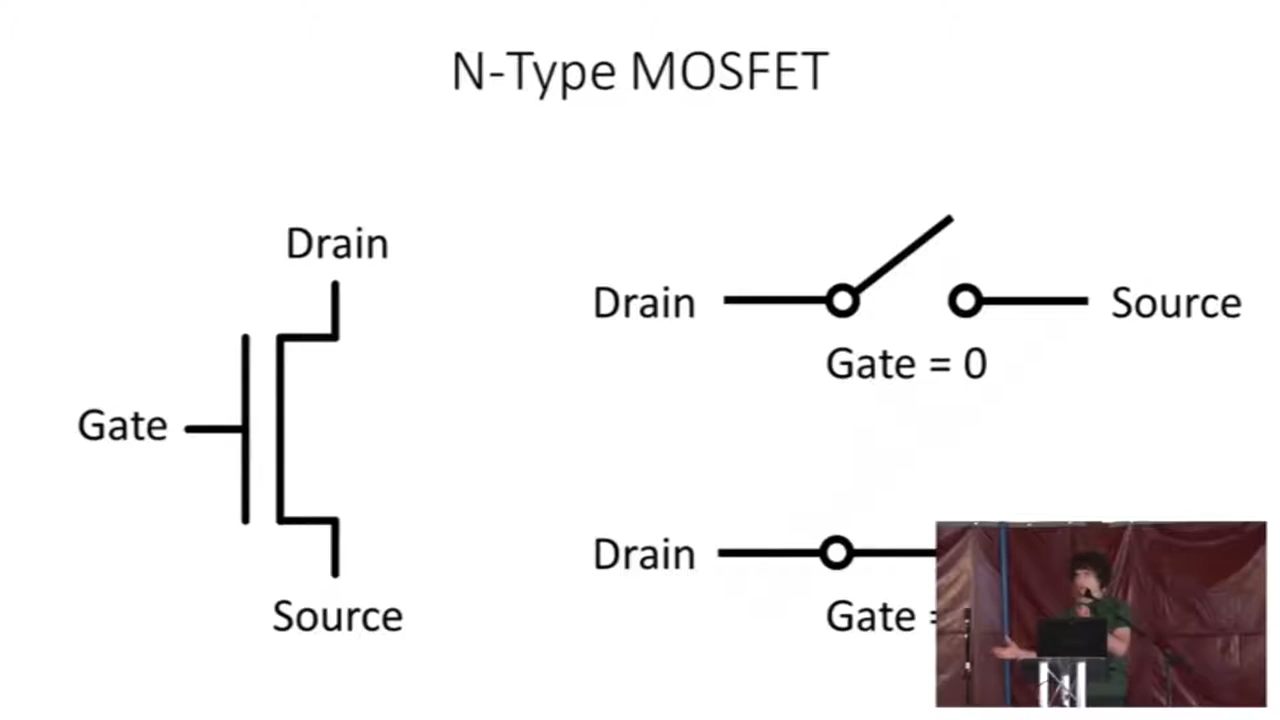 N-Type MOSFET
Drain
Gate
Source
Drain
Source
Gate = 0
Drain
Gate =